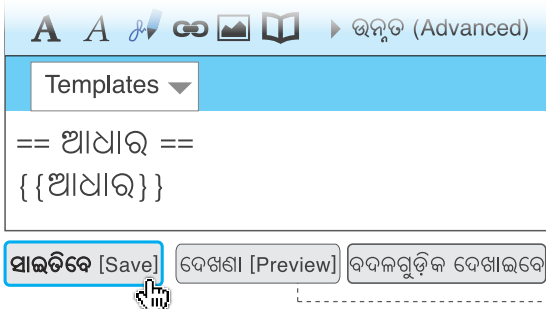 A A ଉନ୍ନତ (Advanced)
Templates
== ଆଧାର ==
{{ଆଧାର}}
ସାଇତିବେ [Save] ଦେଖଣା [Preview] ବଦଳଗୁଡ଼ିକ ଦେଖାଇବେ